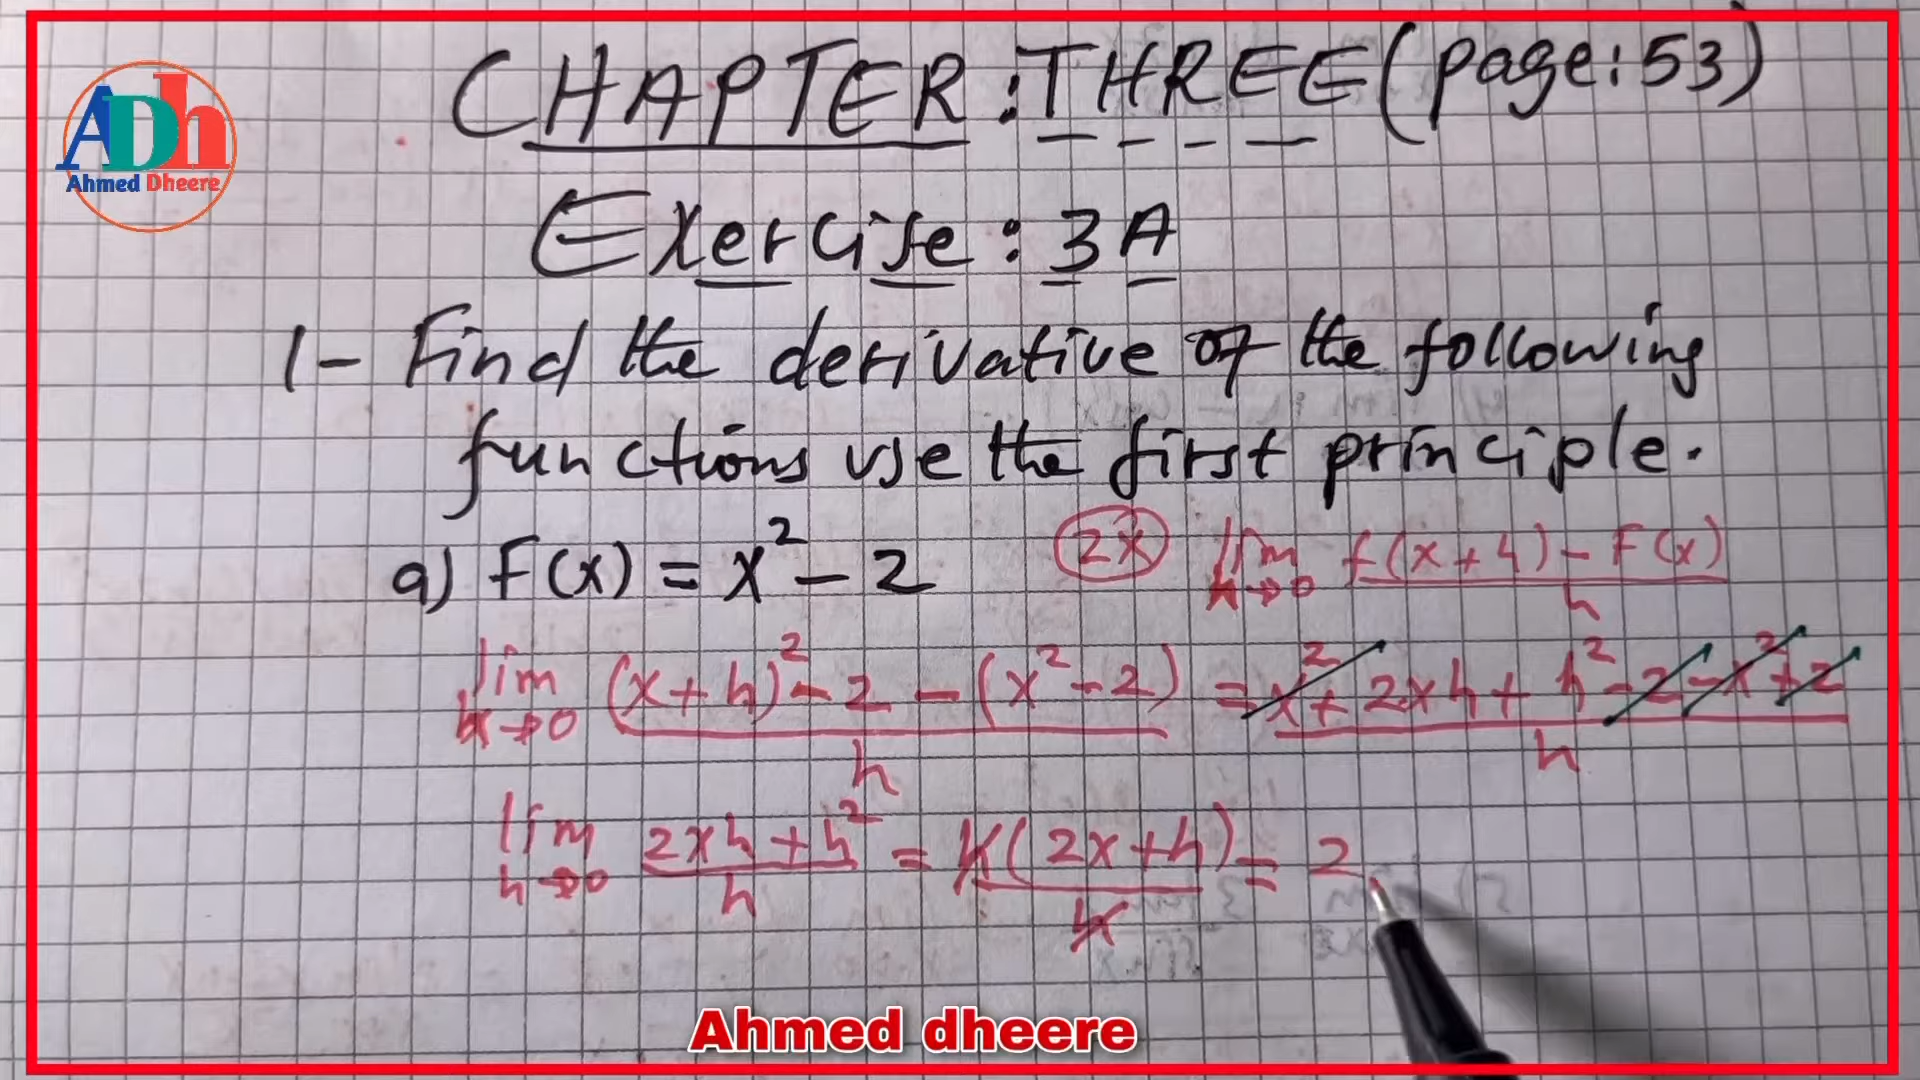 CHAPTER:THREE(page:53)
ADh
Ahmed Dheere
Exercise:3A
1- Find the derivative of the following
functions use the first principle.
a) F(x) = x² - 2
2x
lim f(x+h) - F(x)
h→0 h
lim (x+h)² - 2 - (x² - 2) = x² + 2xh + h² - 2 - x² + 2
h→0 h h
lim 2xh + h² = h(2x+h) = 2
h→0 h h
Ahmed dheere